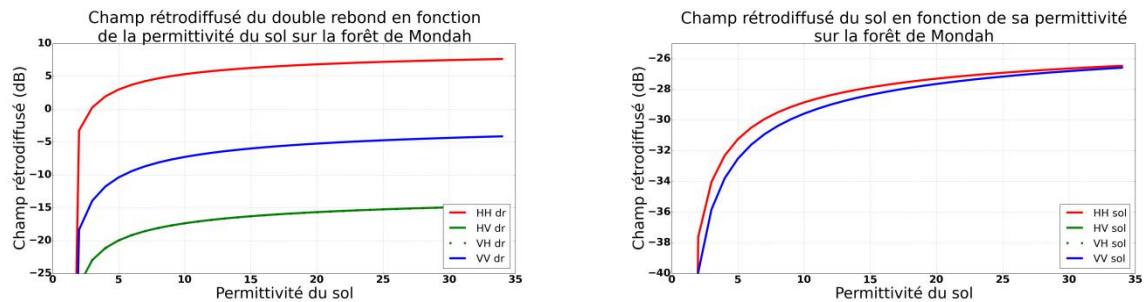 Champ rétrodiffusé du double rebond en fonction
de la permittivité du sol sur la forêt de Mondah
Champ rétrodiffusé (dB)
10
5
0
−5
−10
−15
−20
−25
0 5 10 15 20 25 30 35
Permittivité du sol
HH dr
HV dr
VH dr
VV dr
Champ rétrodiffusé du sol en fonction de sa permittivité
sur la forêt de Mondah
Champ rétrodiffusé (dB)
−26
−28
−30
−32
−34
−36
−38
−40
0 5 10 15 20 25 30 35
Permittivité du sol
HH sol
HV sol
VH sol
VV sol